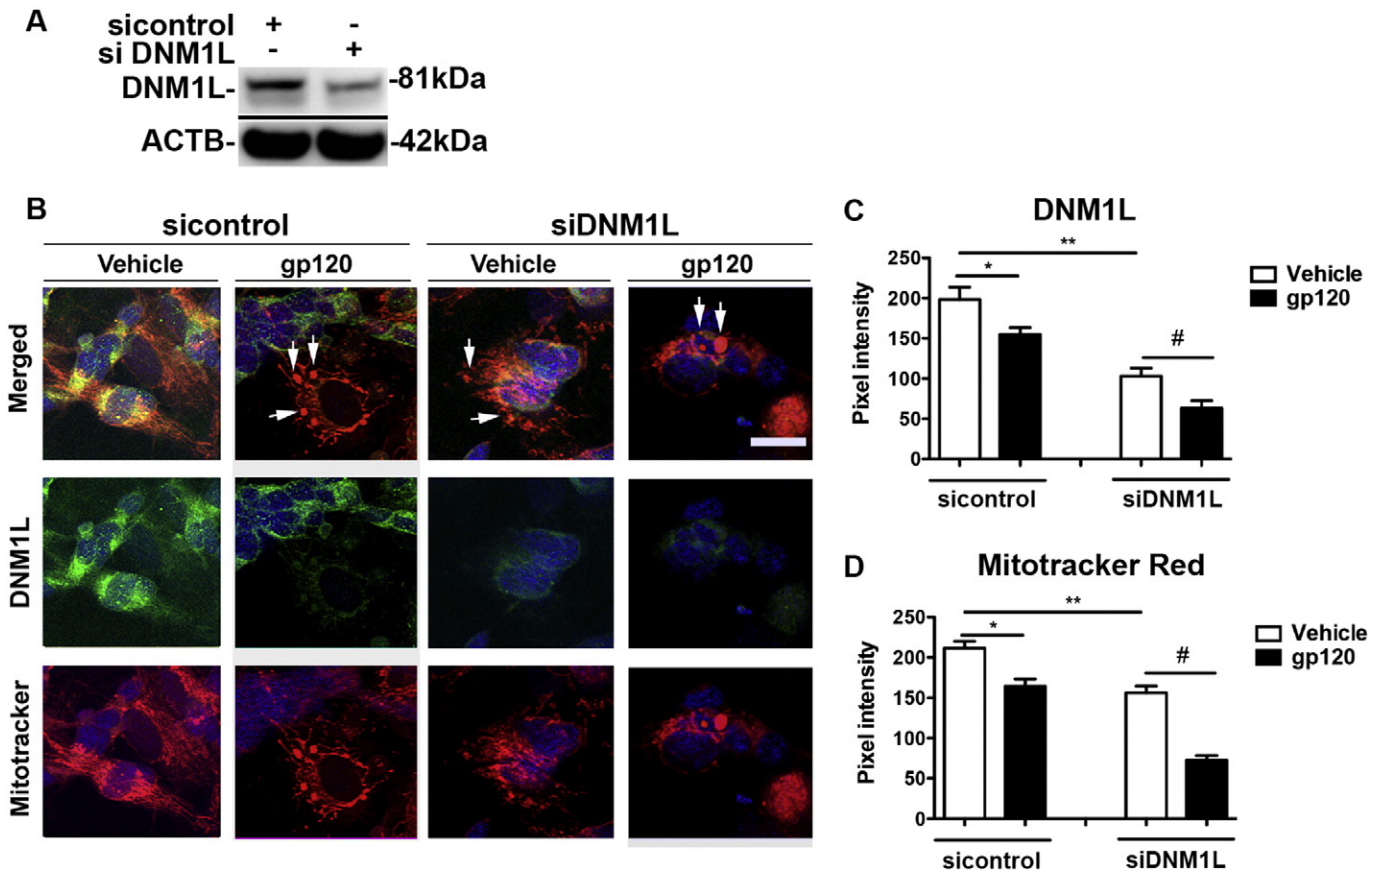 A
sicontrol + -
si DNM1L - +
DNM1L- -81kDa
ACTB- -42kDa
B
sicontrol siDNM1L
Vehicle gp120 Vehicle gp120
Merged
DNM1L
Mitotracker
C
DNM1L
**
*
#
250
200
150
100
50
0
Pixel intensity
Vehicle
gp120
sicontrol siDNM1L
D
Mitotracker Red
**
*
#
250
200
150
100
50
0
Pixel intensity
Vehicle
gp120
sicontrol siDNM1L